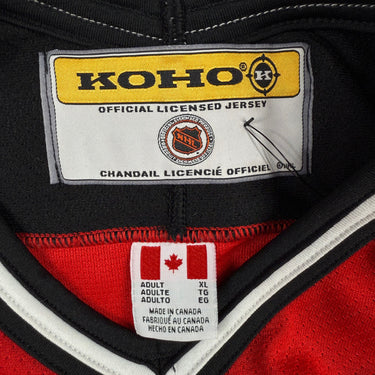 KOHO®
OFFICIAL LICENSED JERSEY
NHL
CHANDAIL LICENCIÉ OFFICIEL
ADULT XL
ADULTE TG
ADULTO EG
MADE IN CANADA
FABRIQUÉ AU CANADA
HECHO EN CANADA